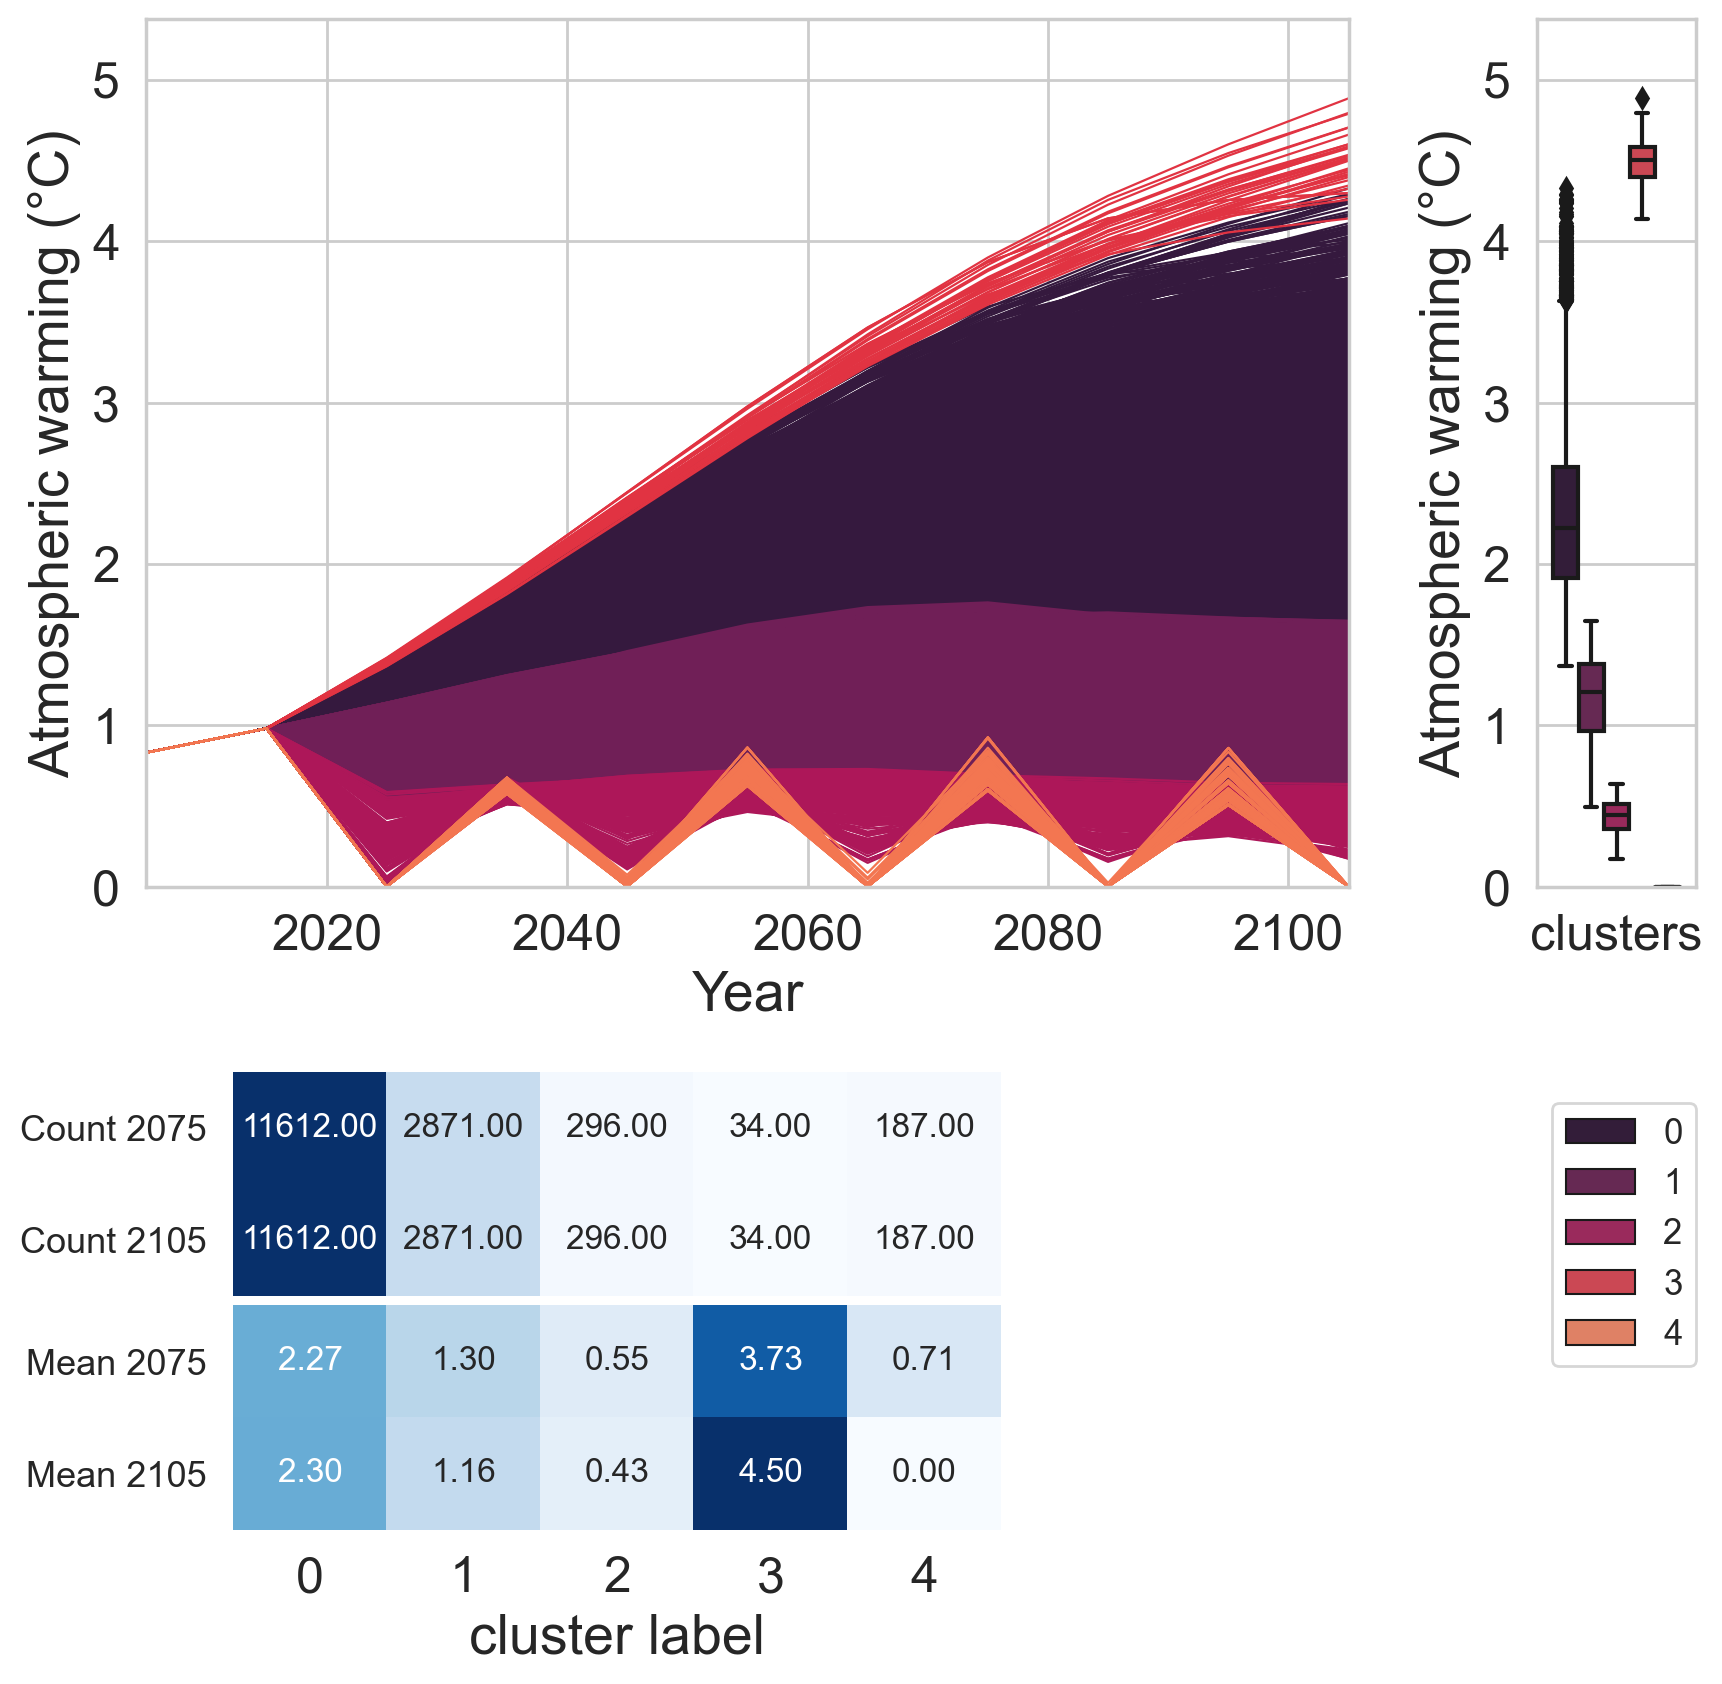 Atmospheric warming (°C)
5
4
3
2
1
0
2020 2040 2060 2080 2100
Year
Atmospheric warming (°C)
5
4
3
2
1
0
clusters
Count 2075 11612.00 2871.00 296.00 34.00 187.00
Count 2105 11612.00 2871.00 296.00 34.00 187.00
Mean 2075 2.27 1.30 0.55 3.73 0.71
Mean 2105 2.30 1.16 0.43 4.50 0.00
0 1 2 3 4
cluster label
0
1
2
3
4